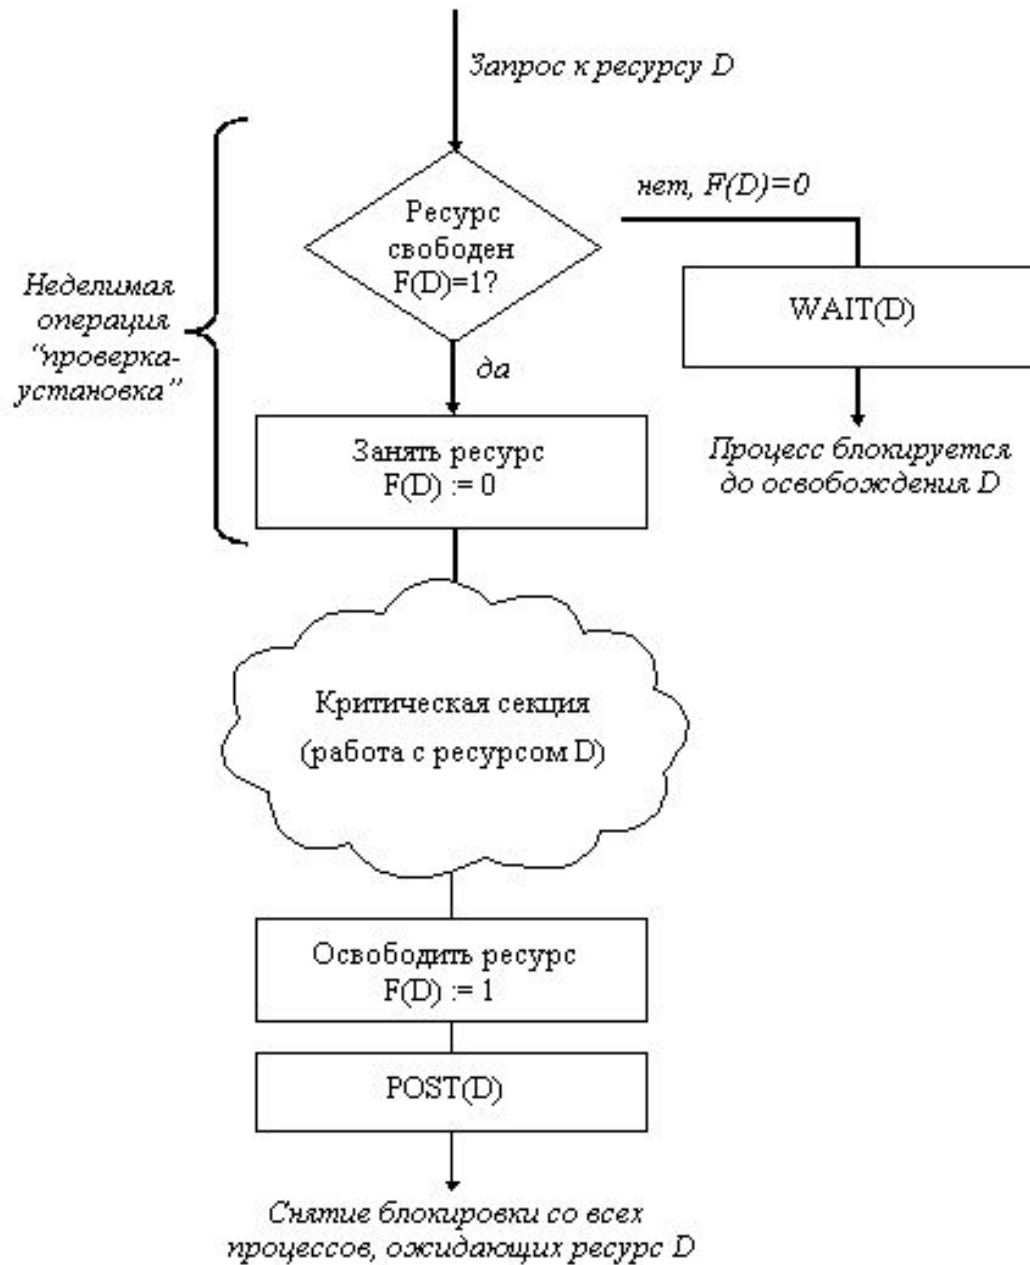 Запрос к ресурсу D
Ресурс
свободен
F(D)=1?
нет, F(D)=0
WAIT(D)
Неделимая
операция
“проверка-
установка”
да
Занять ресурс
F(D) := 0
Процесс блокируется
до освобождения D
Критическая секция
(работа с ресурсом D)
Освободить ресурс
F(D) := 1
POST(D)
Снятие блокировки со всех
процессов, ожидающих ресурс D